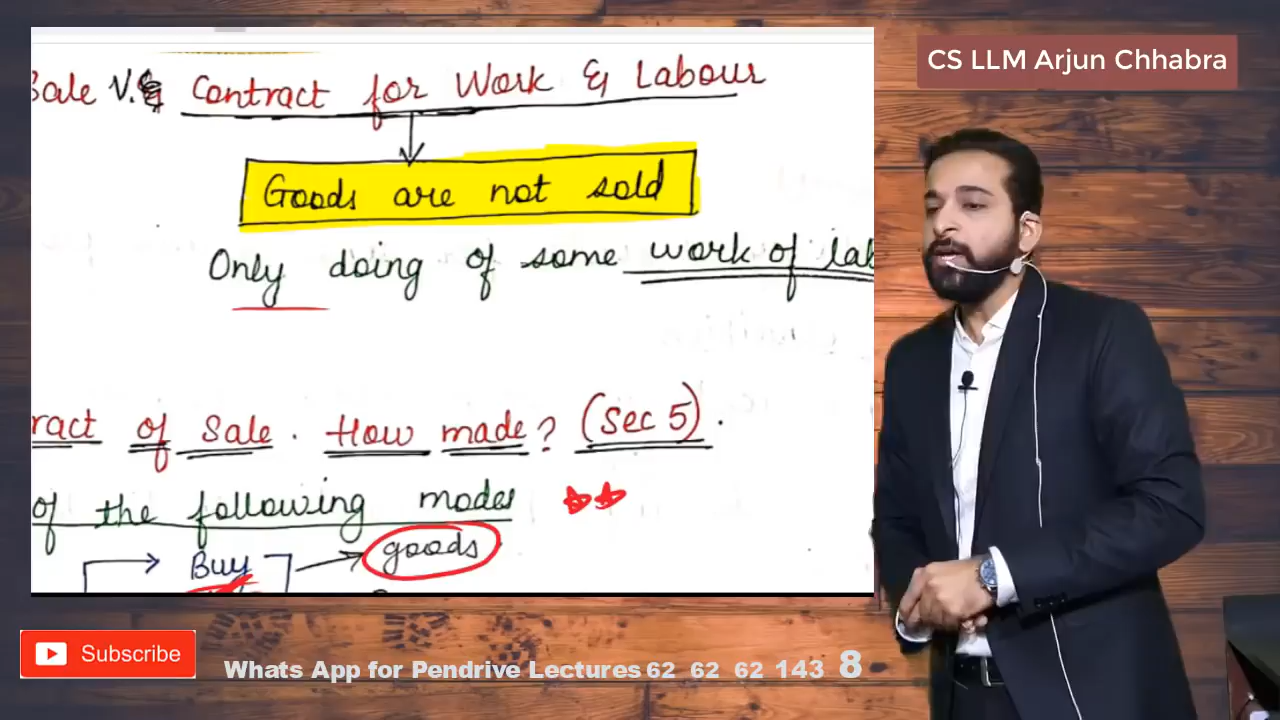 CS LLM Arjun Chhabra
Sale V.S Contract for Work & Labour
Goods are not sold
Only doing of some work of lab
ract of Sale. How made? (Sec 5).
of the following modes
Buy goods
Subscribe
Whats App for Pendrive Lectures 62 62 62 143 8